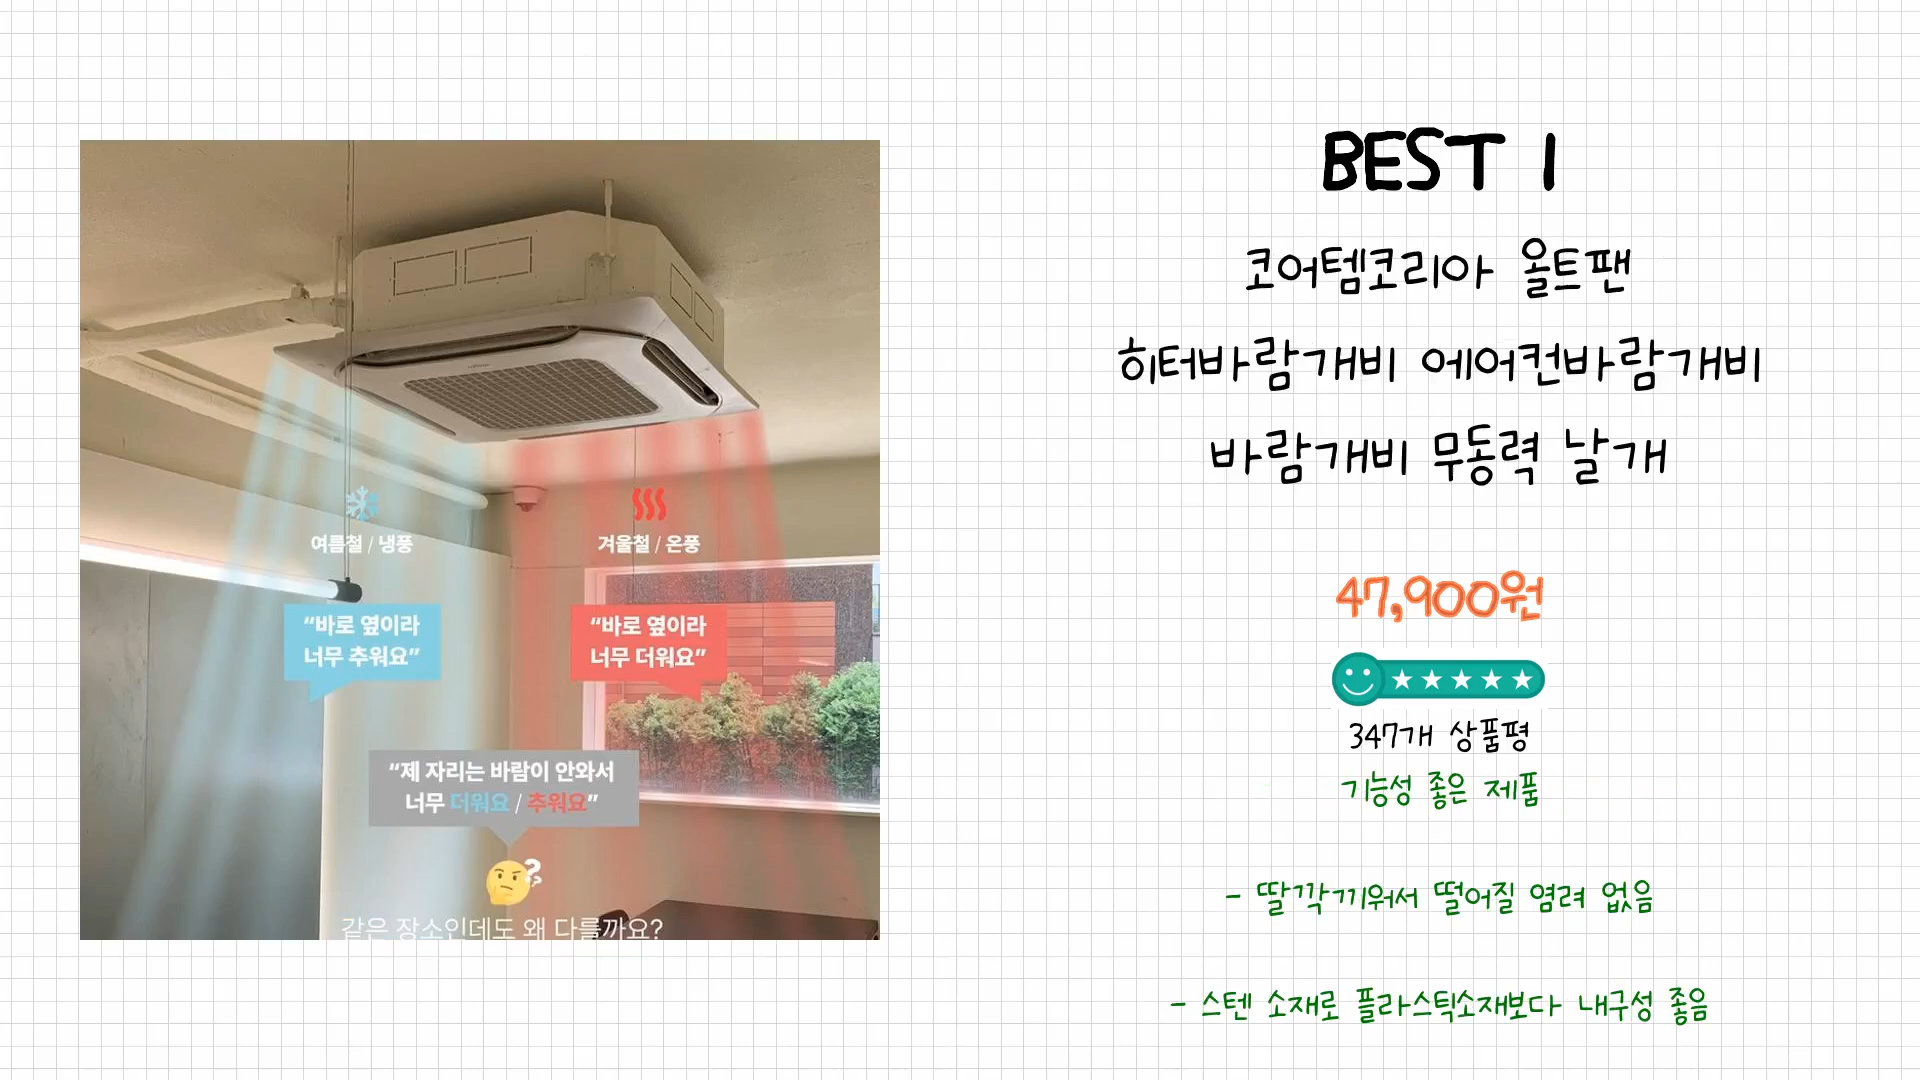 여름철 / 냉풍
겨울철 / 온풍
“바로 옆이라
너무 추워요”
“바로 옆이라
너무 더워요”
“제 자리는 바람이 안와서
너무 더워요 / 추워요”
같은 장소인데도 왜 다를까요?
BEST 1
코어템코리아 올트팬
히터바람개비 에어컨바람개비
바람개비 무동력 날개
47,900원
347개 상품평
기능성 좋은 제품
- 딸깍끼워서 떨어질 염려 없음
- 스텐 소재로 플라스틱소재보다 내구성 좋음